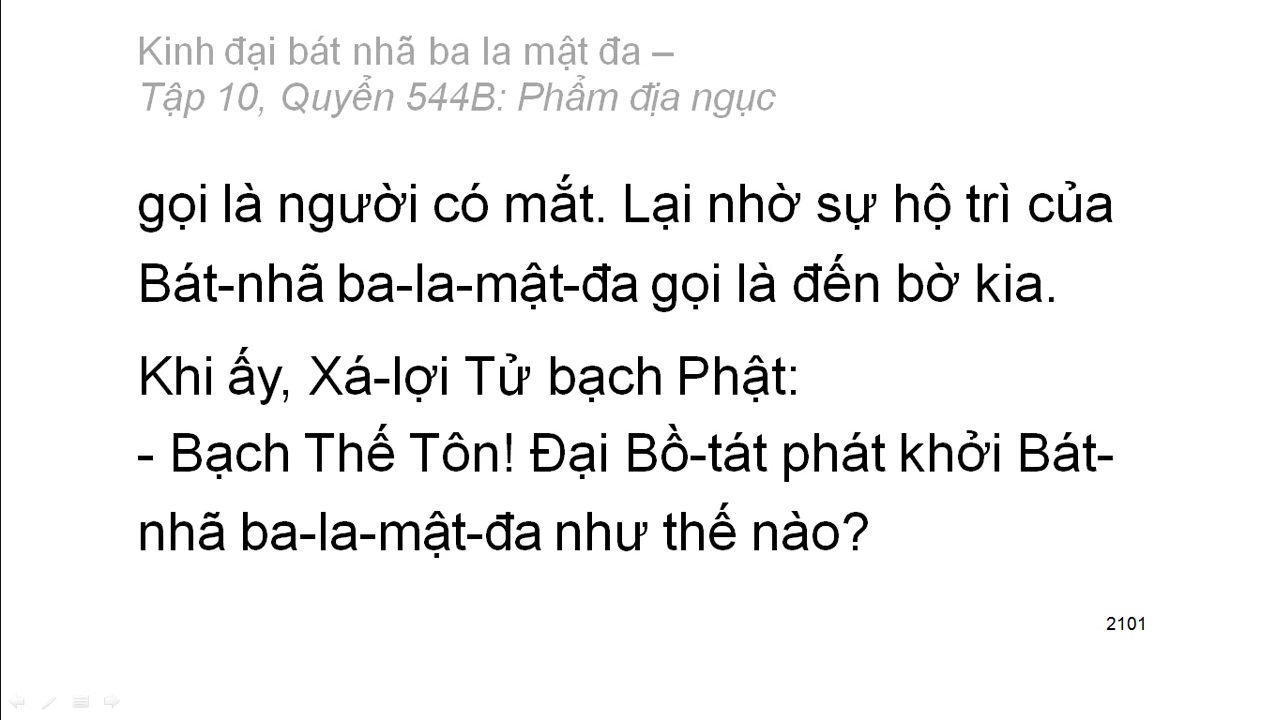 Kinh đại bát nhã ba la mật đa –
Tập 10, Quyển 544B: Phẩm địa ngục
gọi là người có mắt. Lại nhờ sự hộ trì của
Bát-nhã ba-la-mật-đa gọi là đến bờ kia.
Khi ấy, Xá-lợi Tử bạch Phật:
- Bạch Thế Tôn! Đại Bồ-tát phát khởi Bát-
nhã ba-la-mật-đa như thế nào?
2101